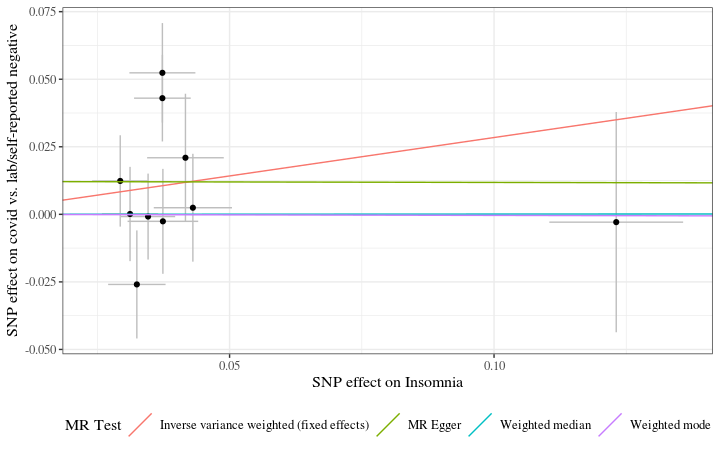 SNP effect on covid vs. lab/self-reported negative
0.075
0.050
0.025
0.000
-0.025
-0.050
0.05
0.10
SNP effect on Insomnia
MR Test
Inverse variance weighted (fixed effects)
MR Egger
Weighted median
Weighted mode